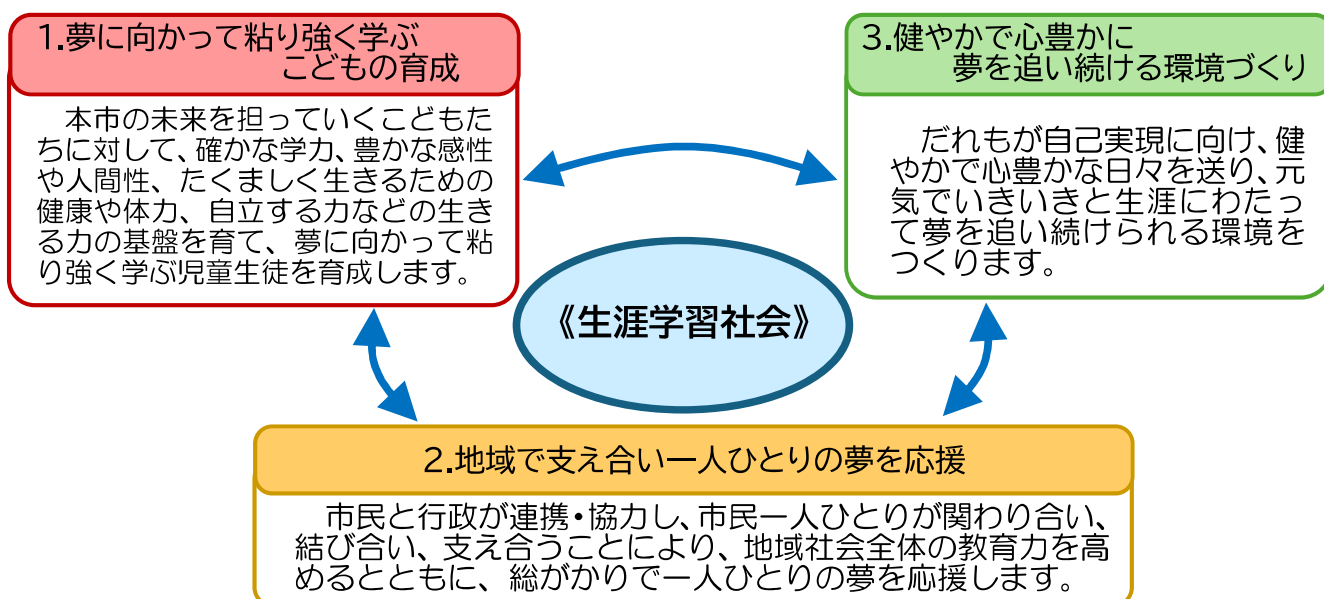 1.夢に向かって粘り強く学ぶ
こどもの育成
本市の未来を担っていくこどもた
ちに対して、確かな学力、豊かな感性
や人間性、たくましく生きるための
健康や体力、自立する力などの生き
る力の基盤を育て、夢に向かって粘
り強く学ぶ児童生徒を育成します。
3.健やかで心豊かに
夢を追い続ける環境づくり
だれもが自己実現に向け、健
やかで心豊かな日々を送り、元
気でいきいきと生涯にわたっ
て夢を追い続けられる環境を
つくります。
《生涯学習社会》
2.地域で支え合い一人ひとりの夢を応援
市民と行政が連携・協力し、市民一人ひとりが関わり合い、
結び合い、支え合うことにより、地域社会全体の教育力を高
めるとともに、総がかりで一人ひとりの夢を応援します。